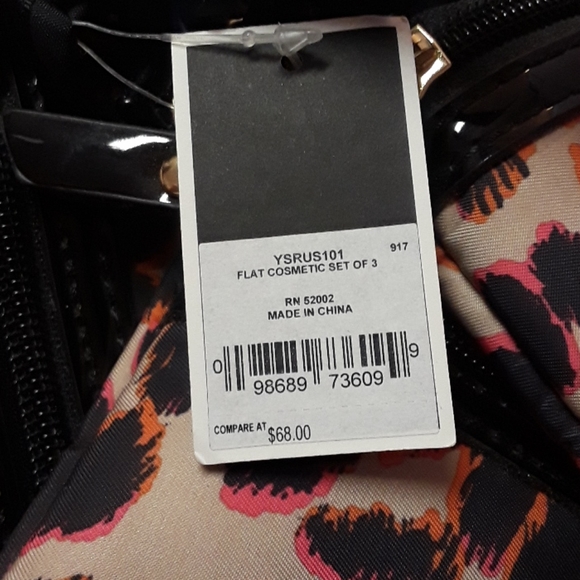 YSRUS101 917
FLAT COSMETIC SET OF 3
RN 52002
MADE IN CHINA
0 98689 73609 9
COMPARE AT $68.00